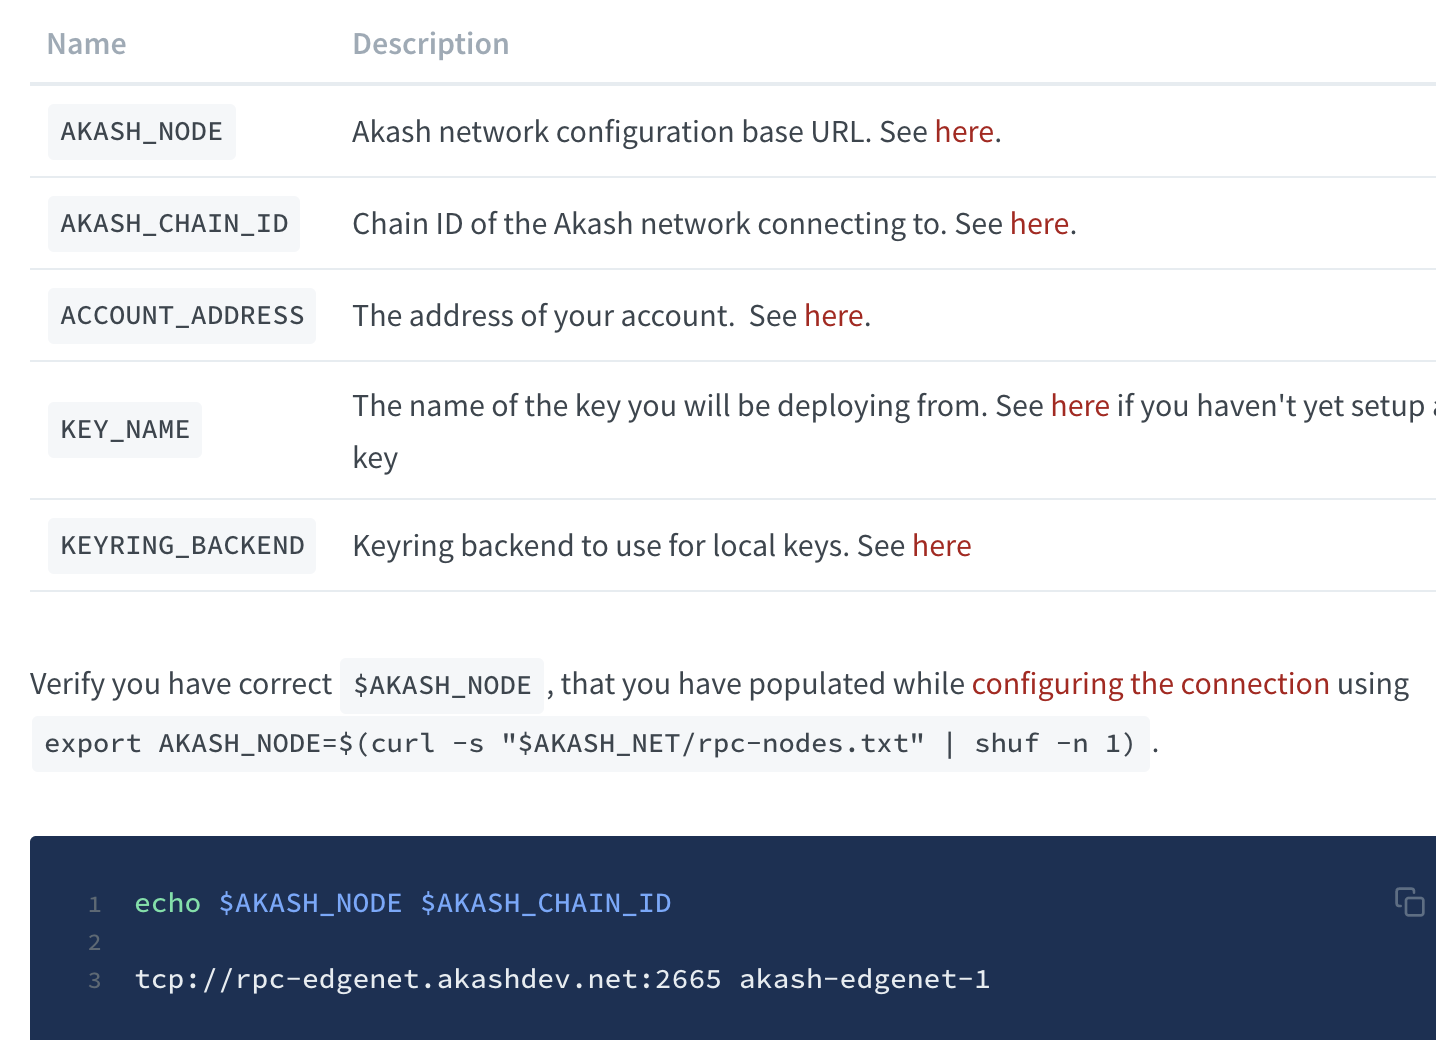 Name Description
AKASH_NODE Akash network configuration base URL. See here.
AKASH_CHAIN_ID Chain ID of the Akash network connecting to. See here.
ACCOUNT_ADDRESS The address of your account.  See here.
The name of the key you will be deploying from. See here if you haven't yet setup a
KEY_NAME
key
KEYRING_BACKEND Keyring backend to use for local keys. See here
Verify you have correct $AKASH_NODE, that you have populated while configuring the connection using
export AKASH_NODE=$(curl -s "$AKASH_NET/rpc-nodes.txt" | shuf -n 1).
1 echo $AKASH_NODE $AKASH_CHAIN_ID
2
3 tcp://rpc-edgenet.akashdev.net:2665 akash-edgenet-1